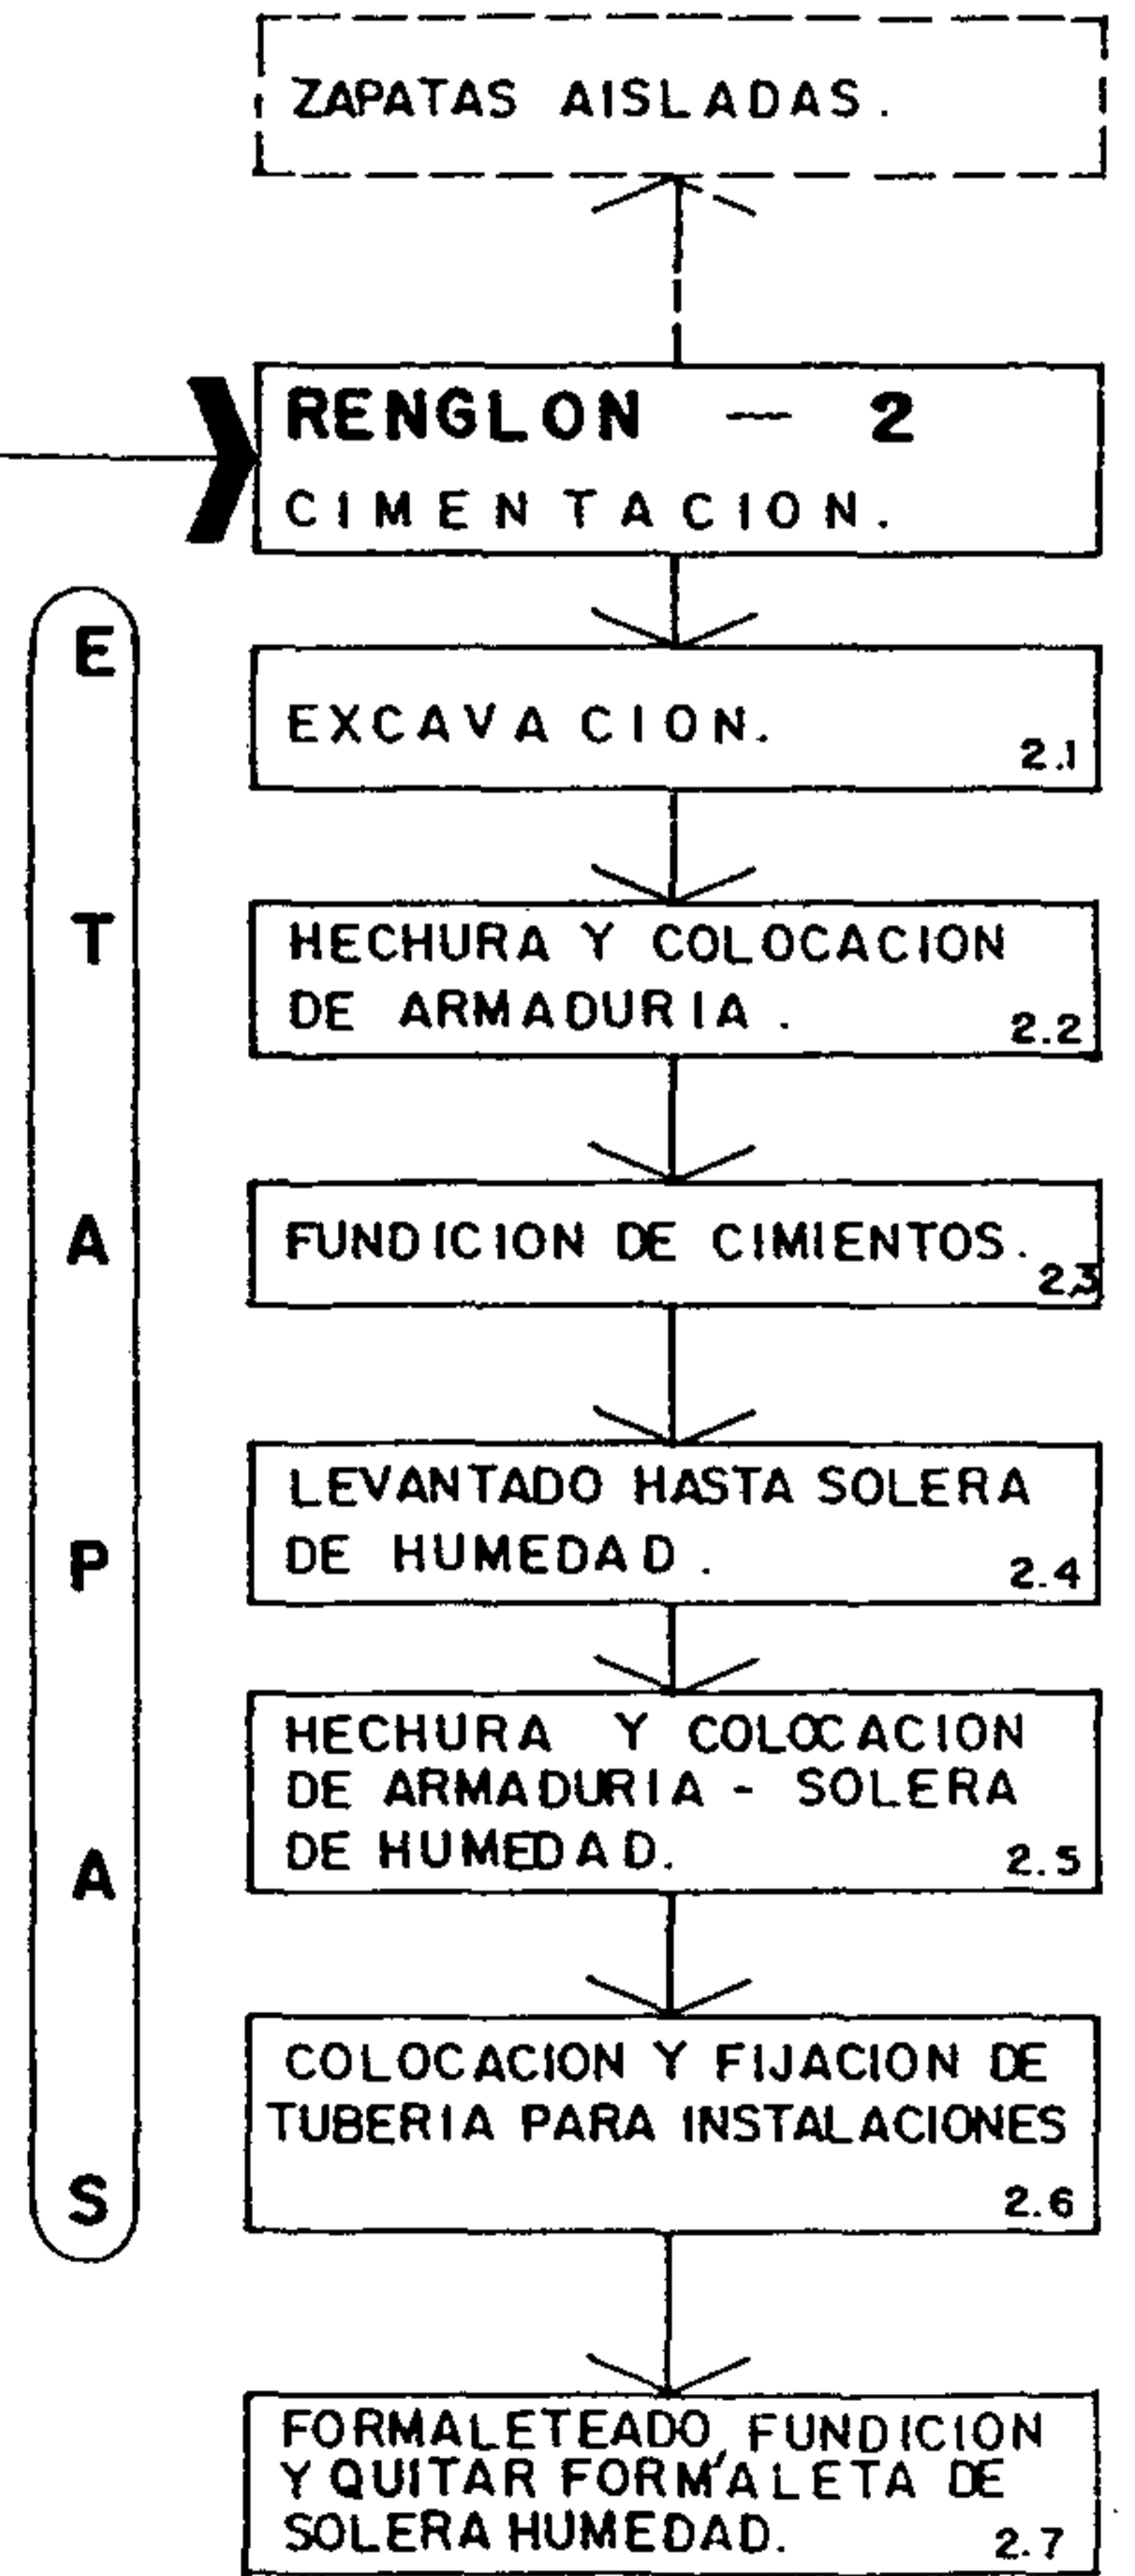 ZAPATAS AISLADAS.
RENGLON — 2
CIMENTACION.
ETAPAS
EXCAVACION.
2.1
HECHURA Y COLOCACION
DE ARMADURIA.
2.2
FUNDICION DE CIMIENTOS.
2.3
LEVANTADO HASTA SOLERA
DE HUMEDAD.
2.4
HECHURA Y COLOCACION
DE ARMADURIA - SOLERA
DE HUMEDAD.
2.5
COLOCACION Y FIJACION DE
TUBERIA PARA INSTALACIONES
2.6
FORMALETEADO, FUNDICION
Y QUITAR FORMALETA DE
SOLERA HUMEDAD.
2.7